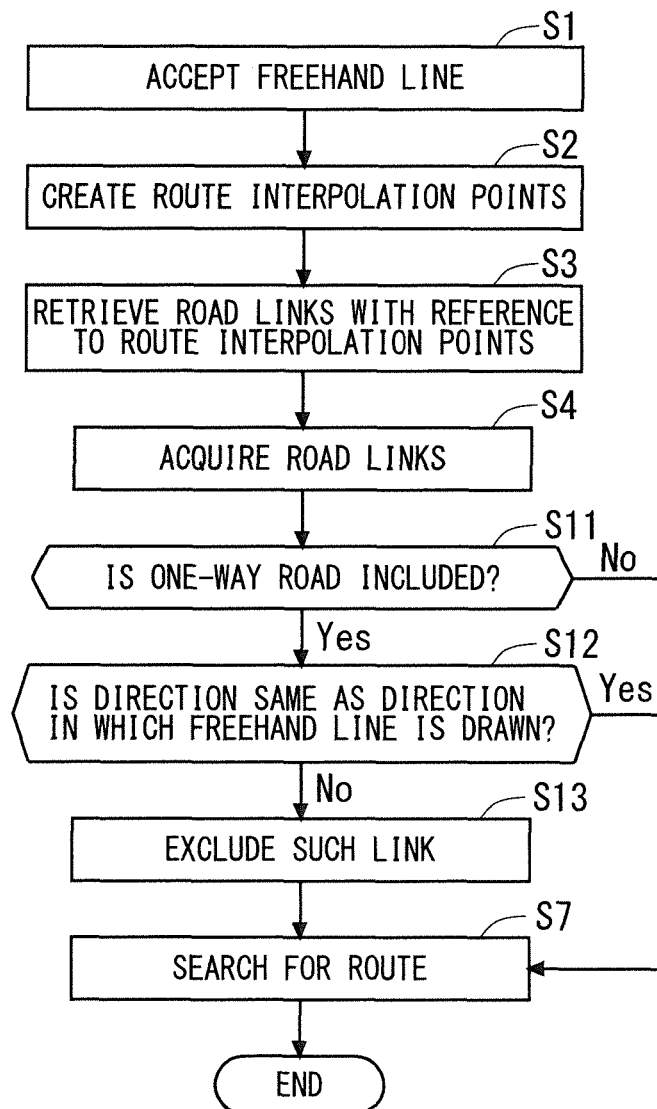 S1
ACCEPT FREEHAND LINE
S2
CREATE ROUTE INTERPOLATION POINTS
S3
RETRIEVE ROAD LINKS WITH REFERENCE
TO ROUTE INTERPOLATION POINTS
S4
ACQUIRE ROAD LINKS
S11
IS ONE-WAY ROAD INCLUDED?
No
Yes
S12
IS DIRECTION SAME AS DIRECTION
IN WHICH FREEHAND LINE IS DRAWN?
Yes
No
S13
EXCLUDE SUCH LINK
S7
SEARCH FOR ROUTE
END